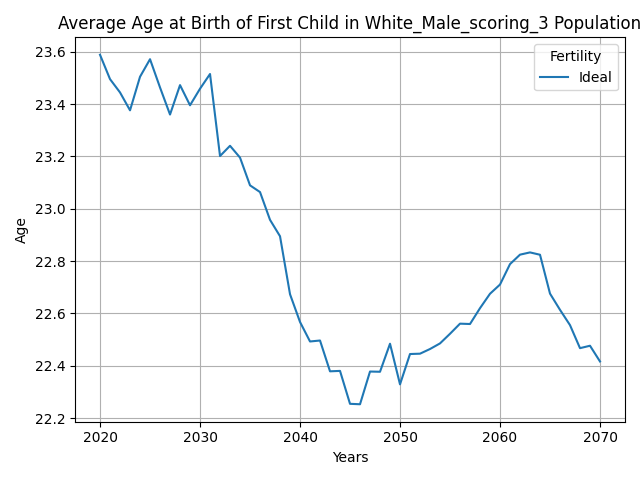 Average Age at Birth of First Child in White_Male_scoring_3 Population
Fertility
Ideal
23.6
23.4
23.2
23.0
22.8
22.6
22.4
22.2
Age
2020 2030 2040 2050 2060 2070
Years